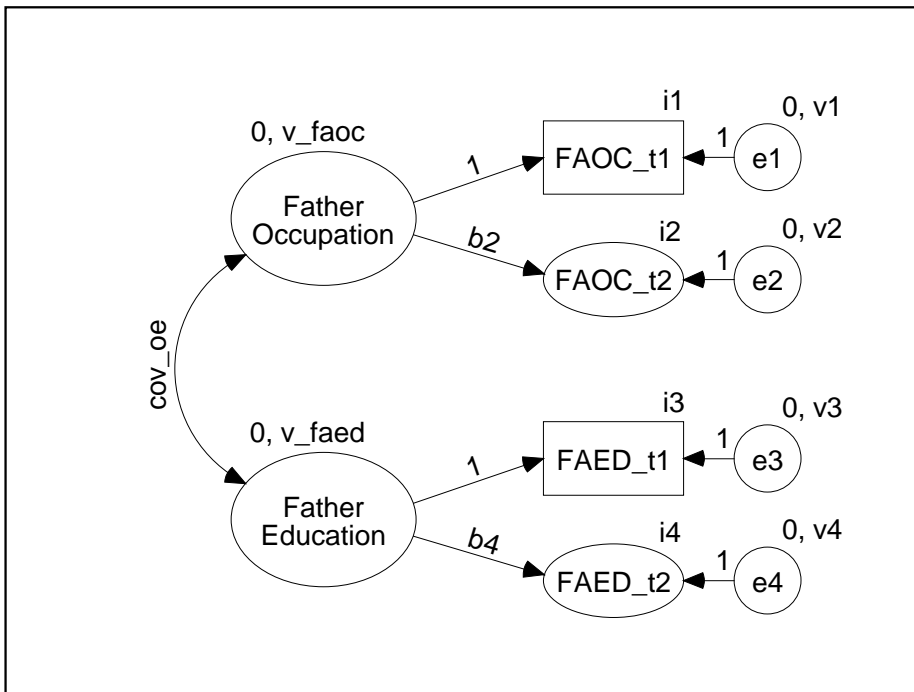 i1
0, v1
0, v_faoc
1
FAOC_t1
1
e1
Father
Occupation
b2
i2
0, v2
FAOC_t2
1
e2
cov_oe
i3
0, v3
0, v_faed
1
FAED_t1
1
e3
Father
Education
b4
i4
0, v4
FAED_t2
1
e4